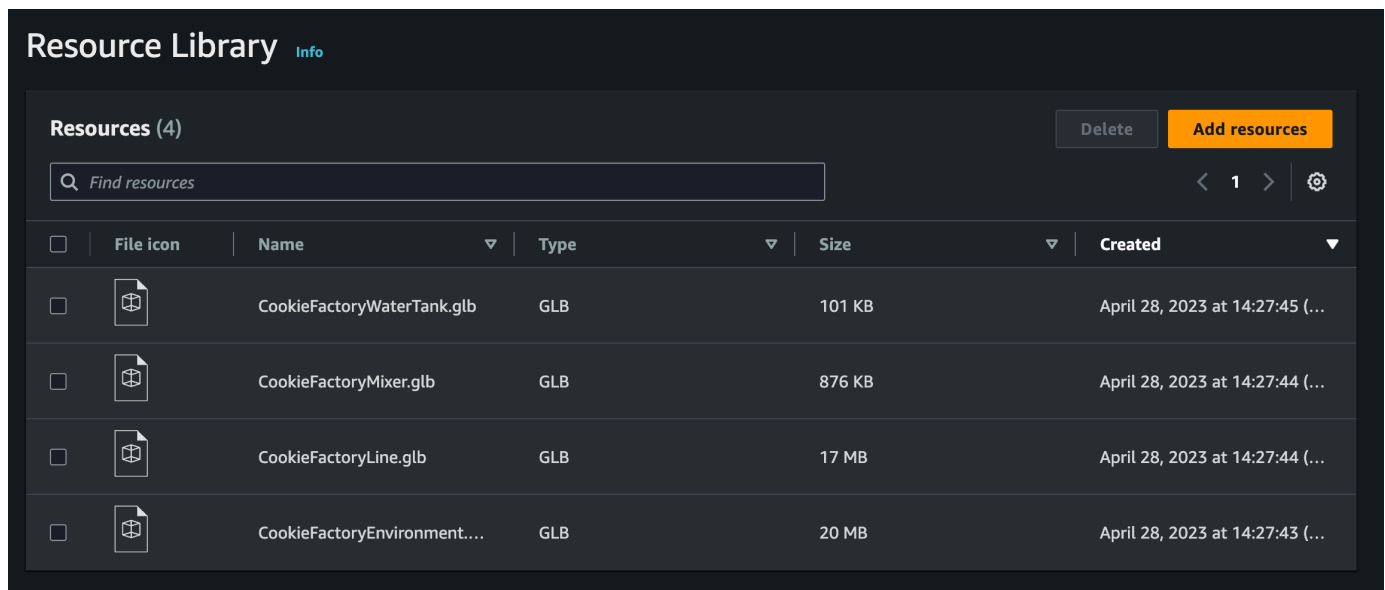 Resource Library Info
Resources (4)
Delete
Add resources
Find resources
1
File icon Name Type Size Created
CookieFactoryWaterTank.glb GLB 101 KB April 28, 2023 at 14:27:45 (...
CookieFactoryMixer.glb GLB 876 KB April 28, 2023 at 14:27:44 (...
CookieFactoryLine.glb GLB 17 MB April 28, 2023 at 14:27:44 (...
CookieFactoryEnvironment.... GLB 20 MB April 28, 2023 at 14:27:43 (...